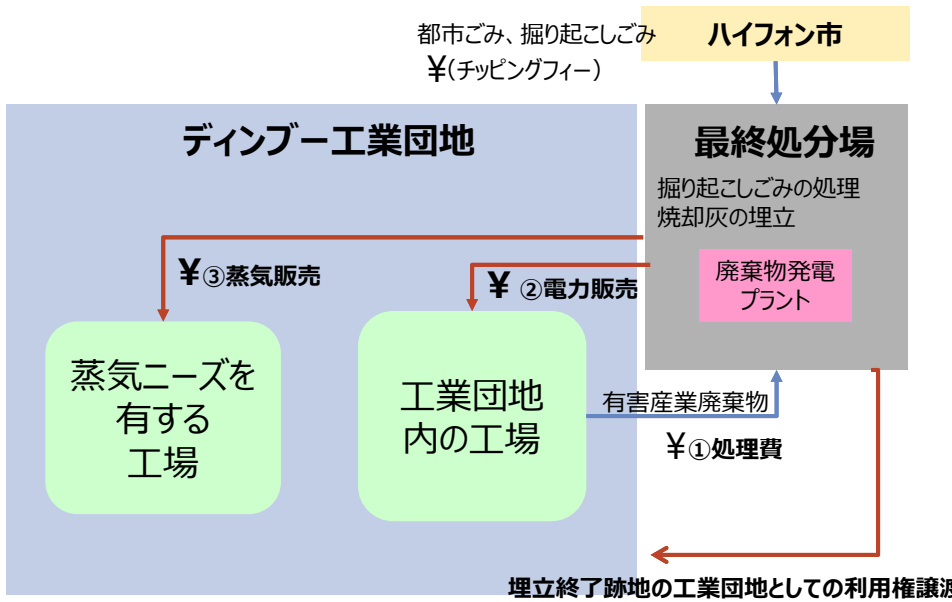 都市ごみ、掘り起こしごみ
¥(チッピングフィー)
ハイフォン市
ディンブー工業団地
最終処分場
掘り起こしごみの処理
焼却灰の埋立
廃棄物発電
プラント
¥③蒸気販売
¥ ②電力販売
蒸気ニーズを
有する
工場
工業団地
内の工場
有害産業廃棄物
¥①処理費
埋立終了跡地の工業団地としての利用権譲渡